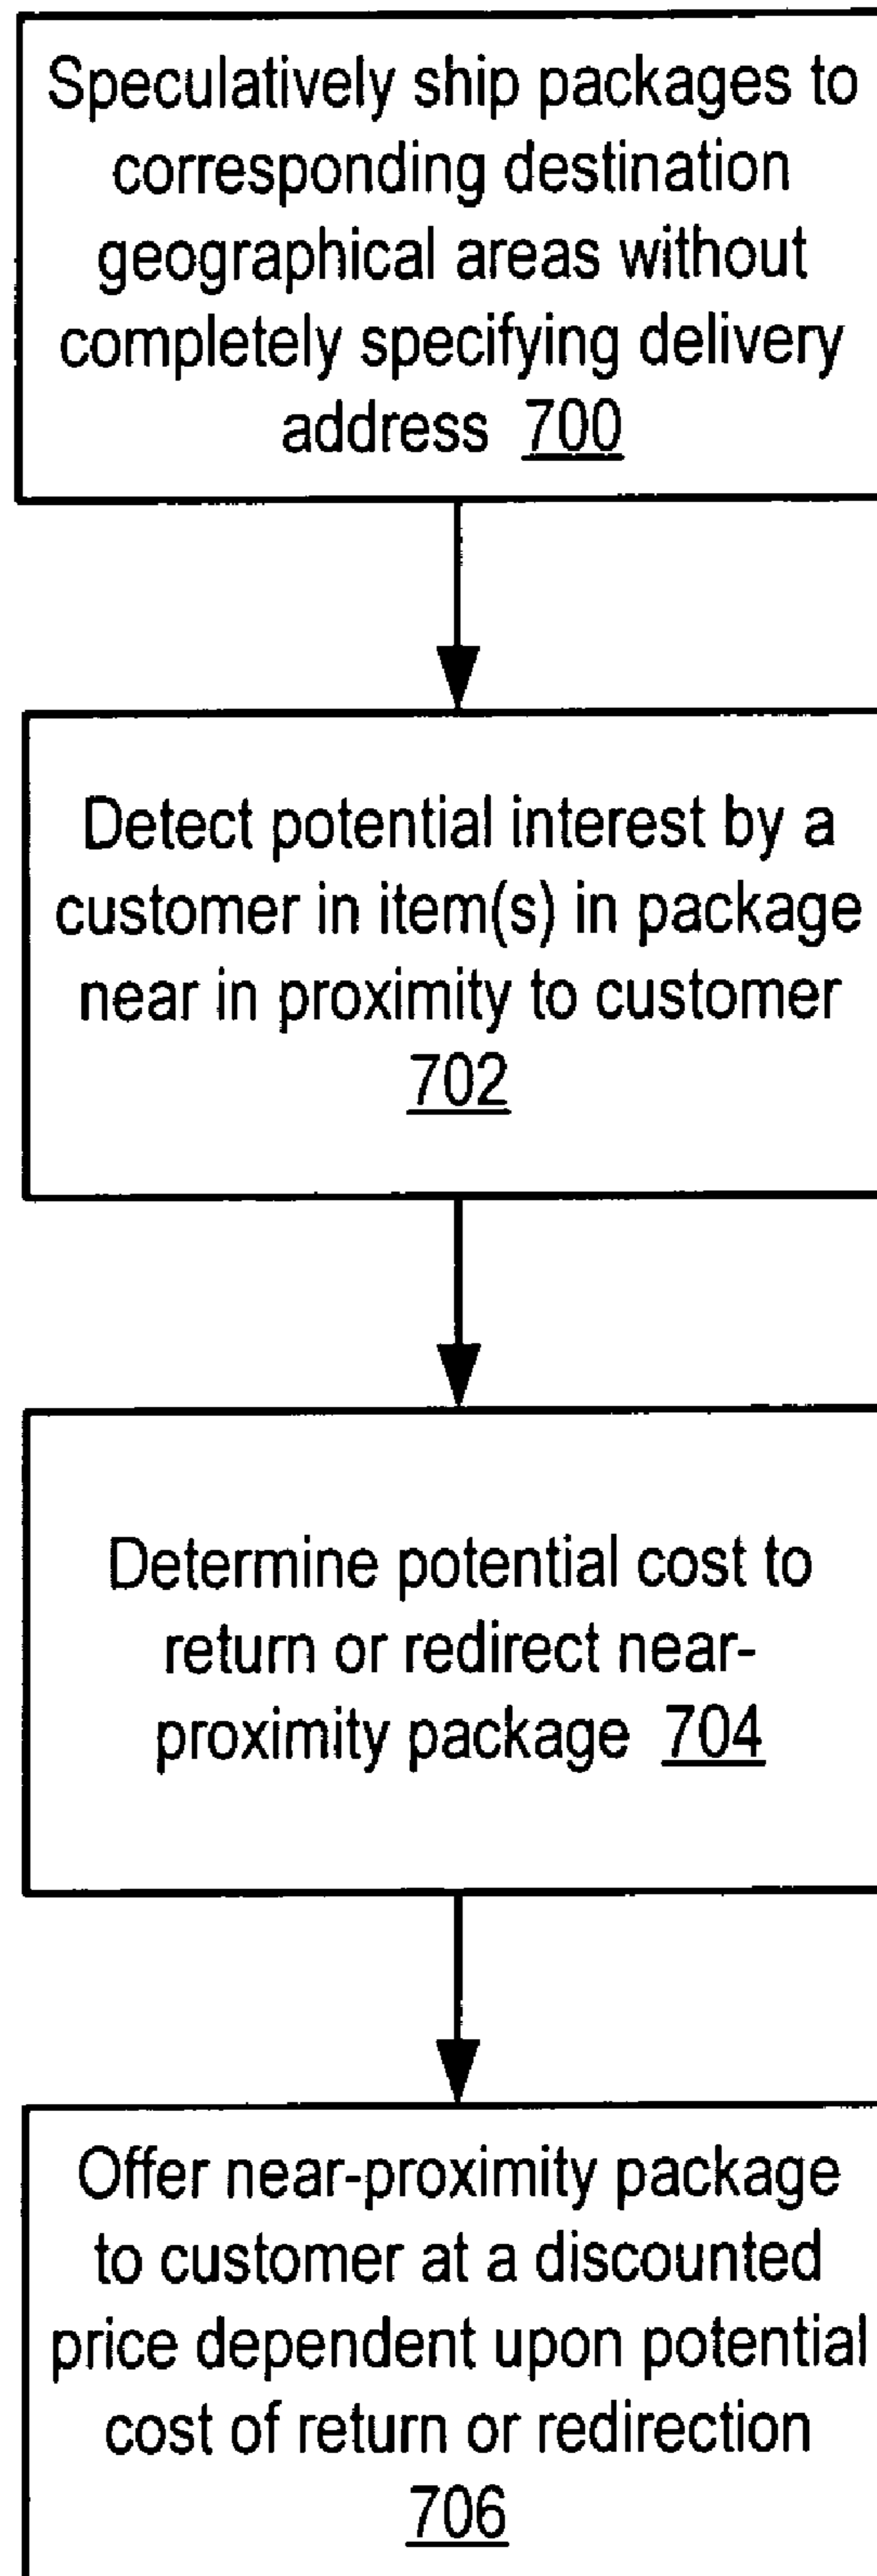 Speculatively ship packages to
corresponding destination
geographical areas without
completely specifying delivery
address 700
Detect potential interest by a
customer in item(s) in package
near in proximity to customer
702
Determine potential cost to
return or redirect near-
proximity package 704
Offer near-proximity package
to customer at a discounted
price dependent upon potential
cost of return or redirection
706